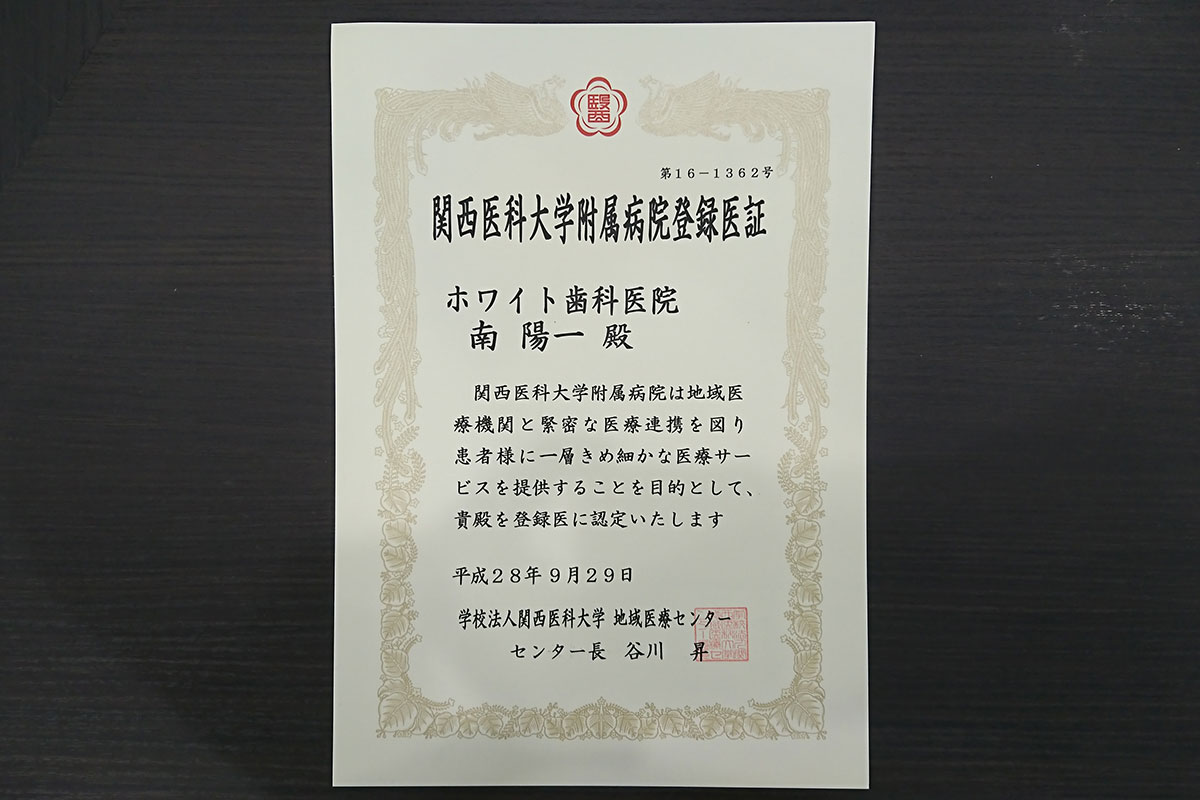 第16-1362号
関西医科大学附属病院登録医証
ホワイト歯科医院
南 陽一 殿
関西医科大学附属病院は地域医
療機関と緊密な医療連携を図り
患者様に一層きめ細かな医療サー
ビスを提供することを目的として、
貴殿を登録医に認定いたします
平成28年9月29日
学校法人関西医科大学 地域医療センター
センター長 谷川 昇